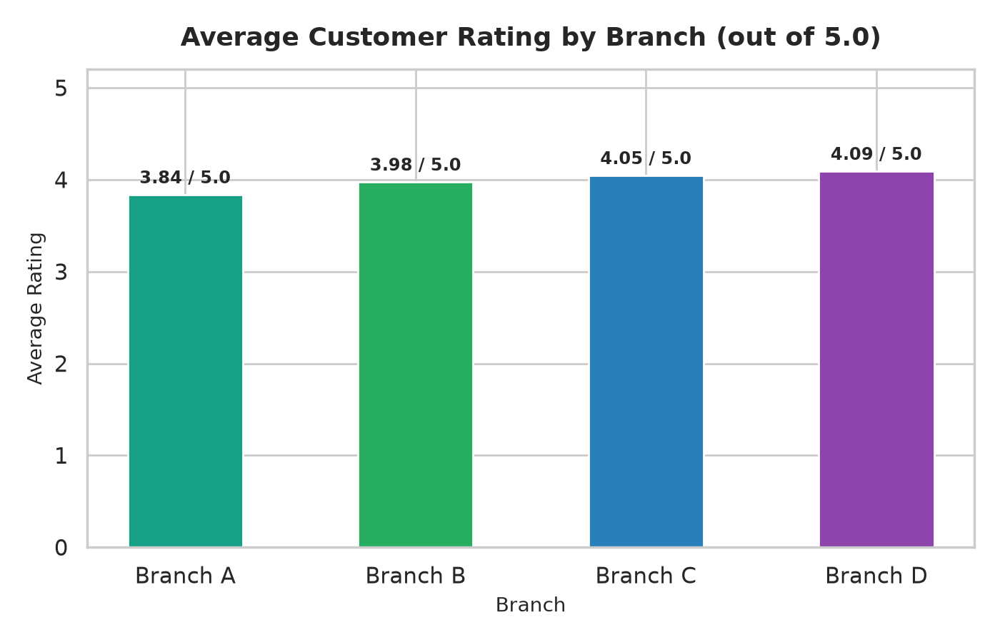 Average Customer Rating by Branch (out of 5.0)
5
4
3
2
1
0
Average Rating
3.84 / 5.0
3.98 / 5.0
4.05 / 5.0
4.09 / 5.0
Branch A
Branch B
Branch C
Branch D
Branch